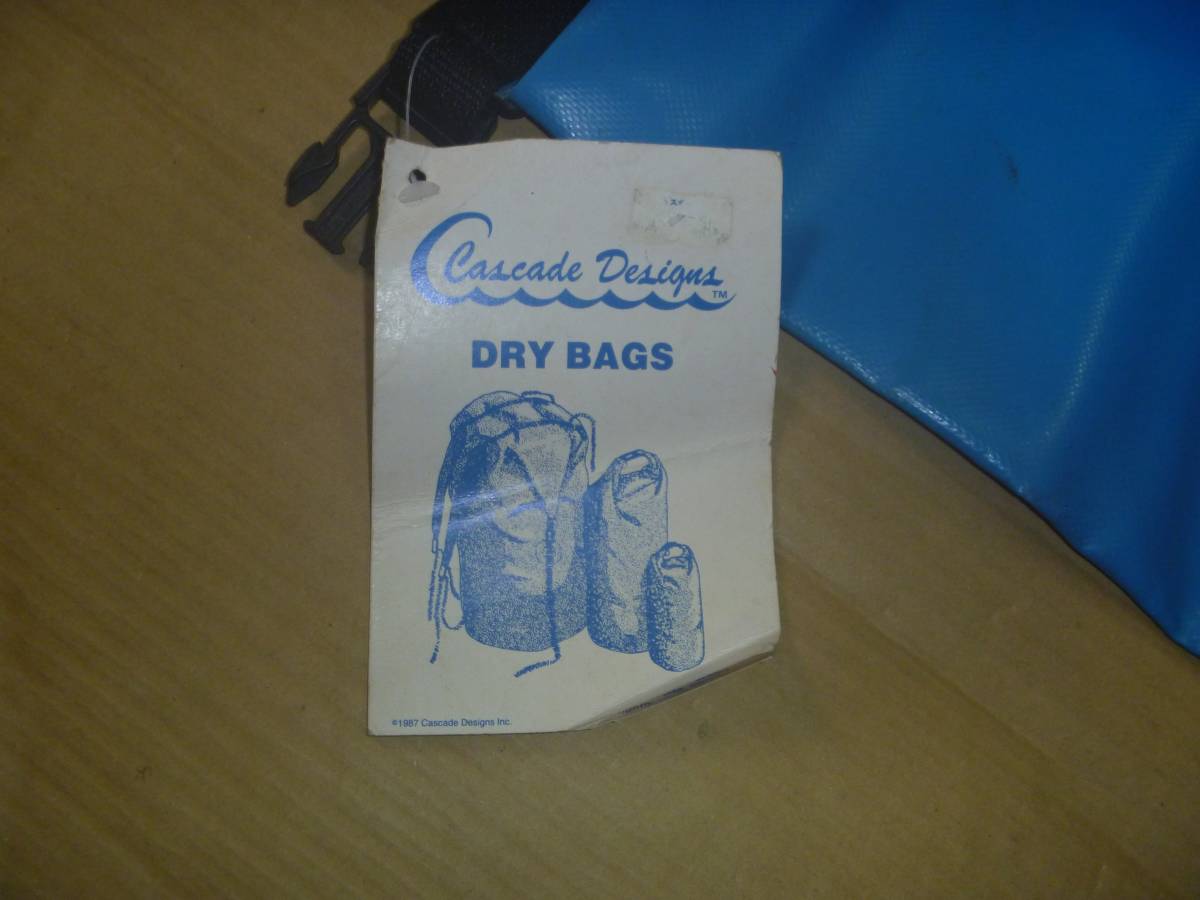 Cascade Designs
TM
DRY BAGS
©1987 Cascade Designs Inc.